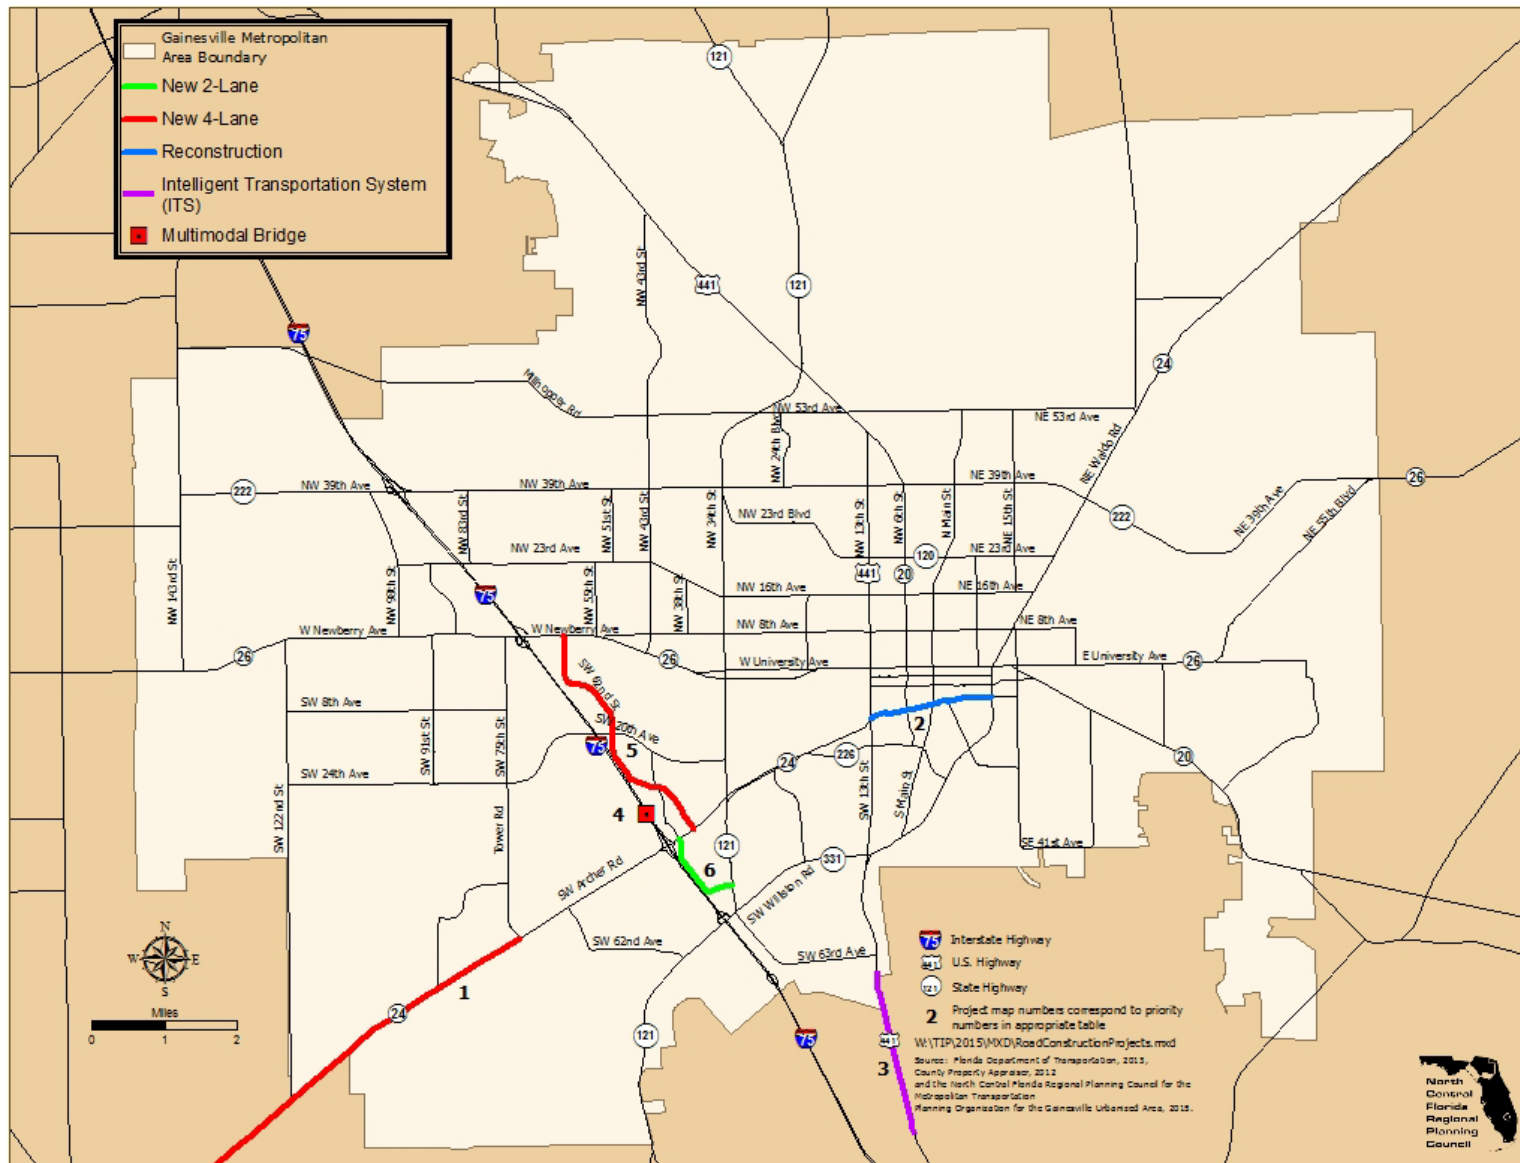 Gainesville Metropolitan
Area Boundary
New 2-Lane
New 4-Lane
Reconstruction
Intelligent Transportation System
(ITS)
Multimodal Bridge
121
441
121
75
24
NW 43rd St
Millhopper Rd
NW 53rd Ave
NE 53rd Ave
NW 24th Blvd
NE Waldo Rd
222
NW 39th Ave
NW 39th Ave
NE 39th Ave
26
222
NE 39th Ave
NE 55th Blvd
NW 83rd St
NW 51st St
NW 43rd St
NW 34th St
NW 23rd Blvd
NW 13th St
NW 6th St
N Main St
NE 15th St
NW 143rd St
NW 98th St
NW 23rd Ave
NW 55th St
NW 38th St
120
NE 23rd Ave
441
20
75
NW 16th Ave
NE 16th Ave
W Newberry Ave
W Newberry Ave
NW 8th Ave
NE 8th Ave
26
26
W University Ave
E University Ave
26
SW 62nd St
SW 8th Ave
SW 20th Ave
2
SW 91st St
SW 75th St
75
5
226
24
20
SW 24th Ave
SW 122nd St
Tower Rd
4
SW 13th St
S Main St
SE 41st Ave
121
331
6
SW Archer Rd
SW Williston Rd
SW 62nd Ave
SW 63rd Ave
1
24
121
75
441
3
N
W
E
S
Miles
0 1 2
75 Interstate Highway
441 U.S. Highway
121 State Highway
2 Project map numbers correspond to priority
numbers in appropriate table
W:\TIP\2015\MXD\RoadConstructionProjects.mxd
Source: Florida Department of Transportation, 2015,
County Property Appraiser, 2012
and the North Central Florida Regional Planning Council for the
Metropolitan Transportation
Planning Organization for the Gainesville Urbanized Area, 2015.
North
Central
Florida
Regional
Planning
Council